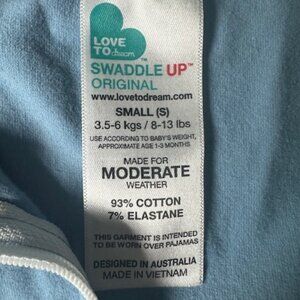 LOVE
TO dream
SWADDLE UP™
ORIGINAL
www.lovetodream.com
SMALL (S)
3.5-6 kgs / 8-13 lbs
USE ACCORDING TO BABY'S WEIGHT,
APPROXIMATE AGE 1-3 MONTHS
MADE FOR
MODERATE
WEATHER
93% COTTON
7% ELASTANE
THIS GARMENT IS INTENDED
TO BE WORN OVER PAJAMAS
DESIGNED IN AUSTRALIA
MADE IN VIETNAM